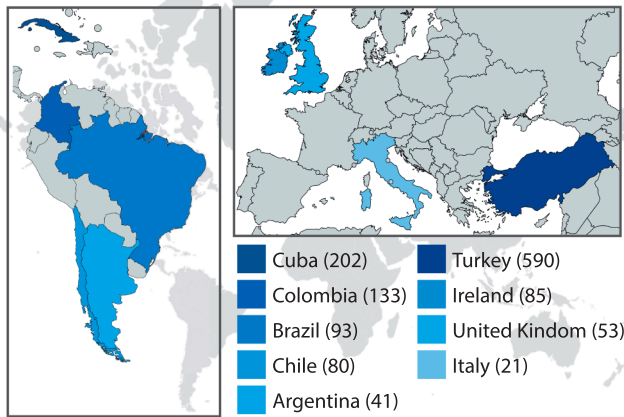 Cuba (202)
Colombia (133)
Brazil (93)
Chile (80)
Argentina (41)
Turkey (590)
Ireland (85)
United Kindom (53)
Italy (21)